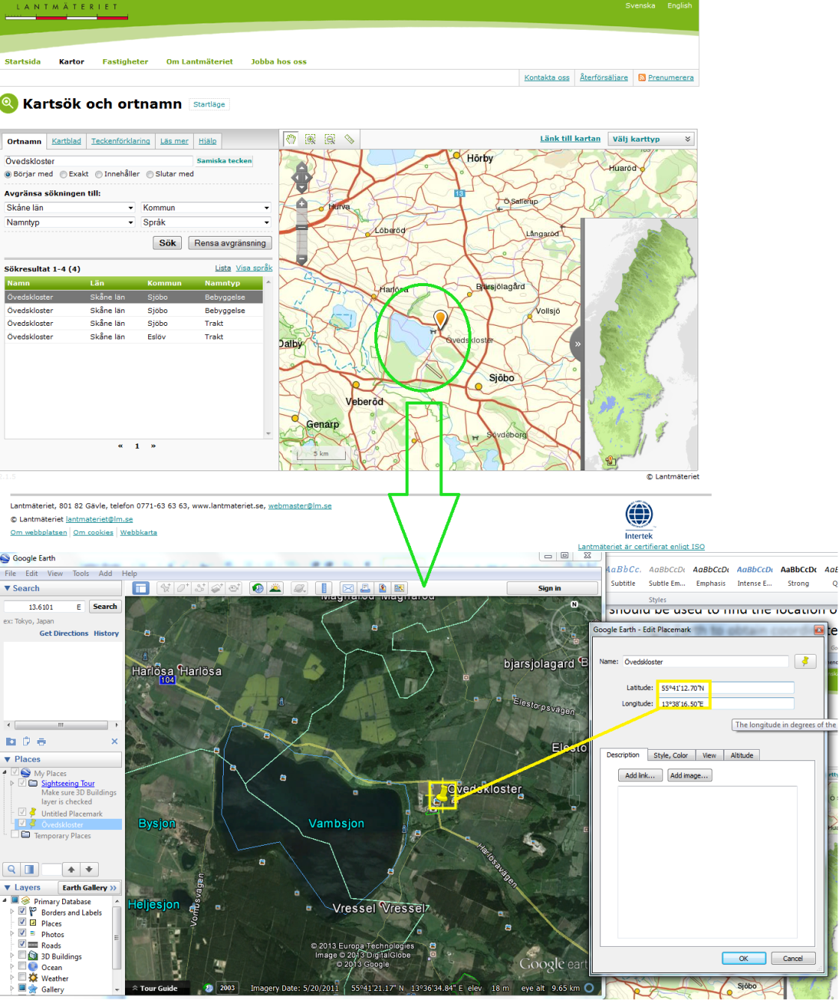 LANTMÄTERIET
Svenska English
Startsida Kartor Fastigheter Om Lantmäteriet Jobba hos oss
Kontakta oss Återförsäljare Prenumerera
Kartsök och ortnamn Startläge
Ortnamn Kartblad Teckenförklaring Läs mer Hjälp
Länk till kartan Välj karttyp
Övedskloster Samiska tecken
Börjar med Exakt Innehåller Slutar med
Avgränsa sökningen till:
Skåne län Kommun
Namntyp Språk
Sök Rensa avgränsning
Sökresultat 1-4 (4) Lista Visa språk
Namn Län Kommun Namntyp
Övedskloster Skåne län Sjöbo Bebyggelse
Övedskloster Skåne län Sjöbo Bebyggelse
Övedskloster Skåne län Sjöbo Trakt
Övedskloster Skåne län Eslöv Trakt
« 1 »
Hörby
Huaröd
13
Ö Sallerup
Hurva
Löberöd
Långaröd
Harlösa
Bjärsjölagård
Vollsjö
Dalby
Övedskloster
»
Sjöbo
Veberöd
Genarp
Sövdeborg
5 km
2.1.5
© Lantmäteriet
Lantmäteriet, 801 82 Gävle, telefon 0771-63 63 63, www.lantmateriet.se, webmaster@lm.se
© Lantmäteriet lantmateriet@lm.se
Om webbplatsen Om cookies Webbkarta
Intertek
Lantmäteriet är certifierat enligt ISO
Google Earth
File Edit View Tools Add Help
Search
13.6101 E Search
ex: Tokyo, Japan
Get Directions History
Places
My Places
Sightseeing Tour
Make sure 3D Buildings
layer is checked
Untitled Placemark
Övedskloster
Temporary Places
Layers Earth Gallery >>
Primary Database
Borders and Labels
Places
Photos
Roads
3D Buildings
Ocean
Weather
Gallery
Sign in
N
Harlösa Harlösa
104
bjarsjolagard B
Elestorpsvägen
Elesto
Övedskloster
Bysjon
Vambsjon
Harlösavägen
Heljesjon
Vombsvägen
Vressel Vressel
© 2013 Europa Technologies
Image © 2013 DigitalGlobe
© 2013 Google
Google eart
Tour Guide 2003 Imagery Date: 5/20/2011 55°41'21.17" N 13°36'34.84" E elev 18 m eye alt 9.65 km
AaBbCc. AaBbCcDc AaBbCcDc AaBbCcDc AaBbCcDc AaB
Subtitle Subtle Em... Emphasis Intense E... Strong Q
Styles
should be used to find the location o
Google Earth - Edit Placemark
Name: Övedskloster
Latitude: 55°41'12.70"N
Longitude: 13°38'16.50"E
The longitude in degrees of the
Description Style, Color View Altitude
Add link... Add image...
OK Cancel
Sjöbo